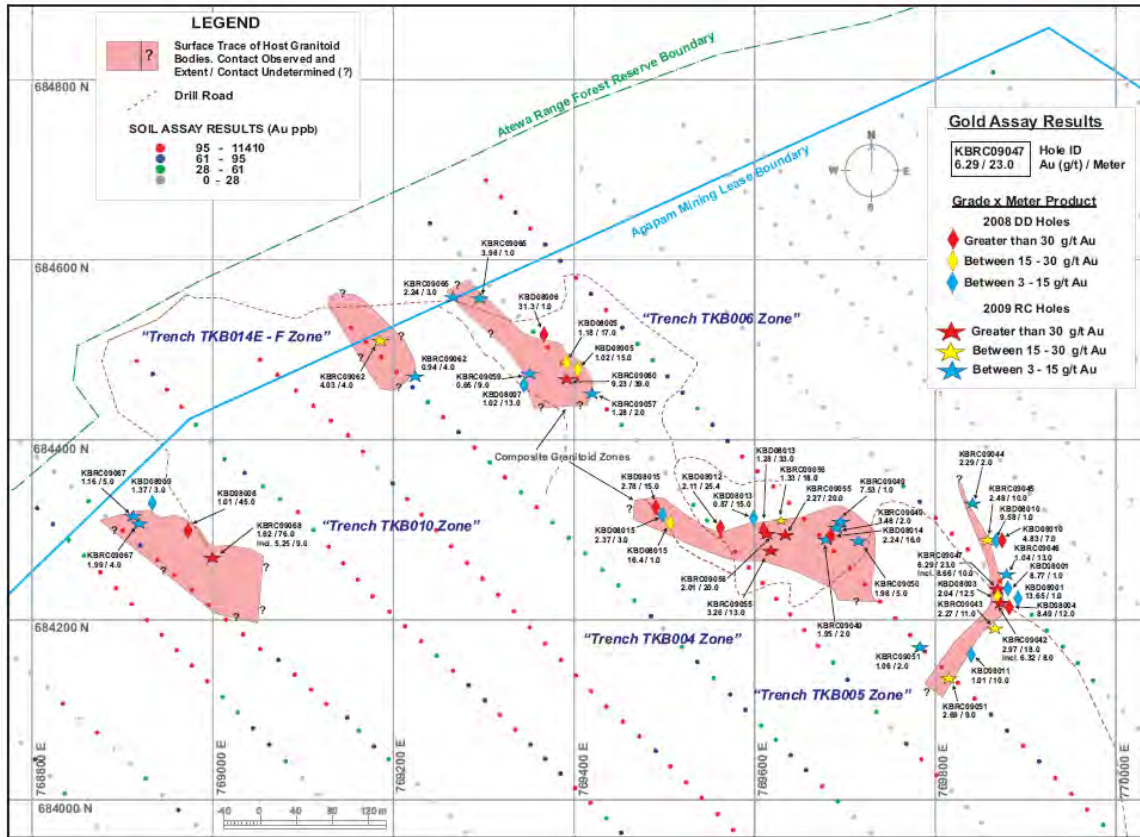 LEGEND
?
Surface Trace of Host Granitoid
Bodies. Contact Observed and
Extent / Contact Undetermined (?)
Drill Road
SOIL ASSAY RESULTS (Au ppb)
95 - 11410
61 - 95
28 - 61
0 - 28
Atewa Range Forest Reserve Boundary
Apapam Mining Lease Boundary
N
W
E
S
Gold Assay Results
KBRC09047
6.29 / 23.0
Hole ID
Au (g/t) / Meter
Grade x Meter Product
2008 DD Holes
Greater than 30 g/t Au
Between 15 - 30 g/t Au
Between 3 - 15 g/t Au
2009 RC Holes
Greater than 30 g/t Au
Between 15 - 30 g/t Au
Between 3 - 15 g/t Au
684800 N
684600 N
684400 N
684200 N
684000 N
768800 E
769000 E
769200 E
769400 E
769600 E
769800 E
770000 E
"Trench TKB014E - F Zone"
KBRC09062
4.03 / 4.0
KBRC09062
0.94 / 4.0
"Trench TKB006 Zone"
KBRC09065
3.98 / 1.0
KBRC09065
2.24 / 3.0
KBD08006
31.3 / 1.0
KBD08005
1.18 / 17.0
KBD08005
1.02 / 15.0
KBRC09060
9.23 / 39.0
KBRC09057
1.28 / 2.0
KBRC09059
0.65 / 9.0
KBD08007
1.02 / 13.0
Composite Granitoid Zones
"Trench TKB010 Zone"
KBRC09067
1.16 / 5.0
KBD08009
1.37 / 3.0
KBD08008
1.01 / 45.0
KBRC09068
1.62 / 76.0
incl. 5.25 / 9.0
KBRC09067
1.99 / 4.0
"Trench TKB004 Zone"
KBD08015
2.78 / 15.0
KBD08012
2.11 / 25.4
KBD08013
0.87 / 15.0
KBD08013
1.28 / 33.0
KBRC09056
1.33 / 18.0
KBRC09055
2.27 / 20.0
KBRC09049
7.53 / 1.0
KBRC09049
3.48 / 2.0
KBD08014
2.24 / 16.0
KBD08015
2.37 / 3.0
KBD08015
16.4 / 1.0
KBRC09056
2.01 / 20.0
KBRC09055
3.26 / 13.0
KBRC09049
1.95 / 2.0
KBRC09050
1.98 / 5.0
"Trench TKB005 Zone"
KBRC09044
2.29 / 2.0
KBRC09045
2.48 / 10.0
KBD08010
9.58 / 1.0
KBD08010
4.83 / 7.0
KBRC09046
1.04 / 13.0
KBD08001
8.77 / 1.0
KBD08001
13.65 / 1.0
KBD08004
8.49 / 12.0
KBRC09047
6.29 / 23.0
incl. 8.66 / 10.0
KBD08003
2.04 / 12.5
KBRC09043
2.27 / 11.0
KBRC09042
2.97 / 18.0
incl. 6.32 / 8.0
KBRC09051
1.06 / 2.0
KBD08011
1.01 / 10.0
KBRC09051
2.69 / 9.0
-40 0 40 80 120 m